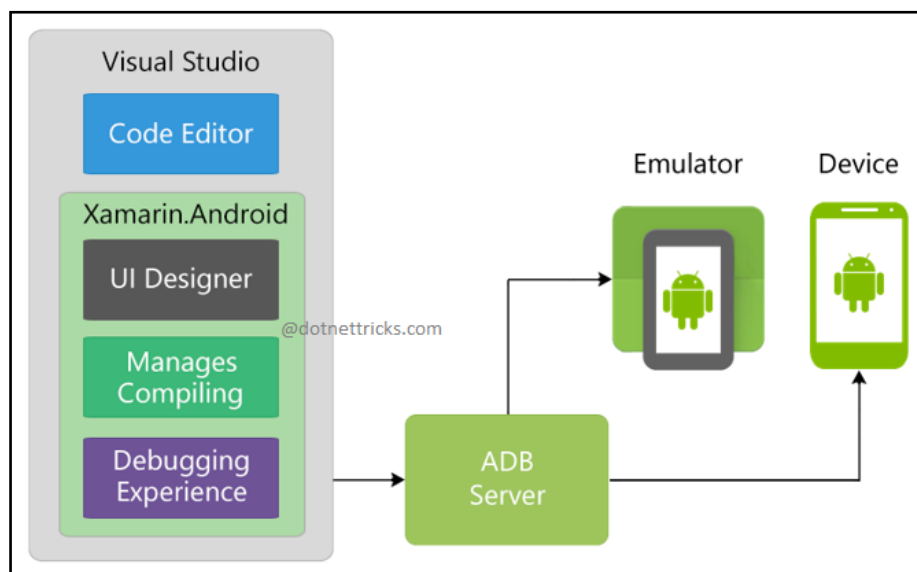 Visual Studio
Code Editor
Xamarin.Android
UI Designer
Manages
Compiling
Debugging
Experience
@dotnettricks.com
ADB
Server
Emulator
Device